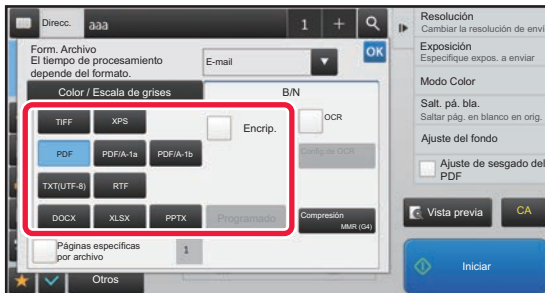 Direcc.
aaa
1
+
Form. Archivo
El tiempo de procesamiento
depende del formato.
E-mail
OK
Color / Escala de grises
B/N
TIFF
XPS
Encrip.
OCR
PDF
PDF/A-1a
PDF/A-1b
Config de OCR
TXT(UTF-8)
RTF
DOCX
XLSX
PPTX
Programado
Compresión
MMR (G4)
Páginas específicas
por archivo
1
Otros
Resolución
Cambiar la resolución de enví
Exposición
Especifique expos. a enviar
Modo Color
Salt. pá. bla.
Saltar pág. en blanco en orig.
Ajuste del fondo
Ajuste de sesgado del
PDF
Vista previa
CA
Iniciar